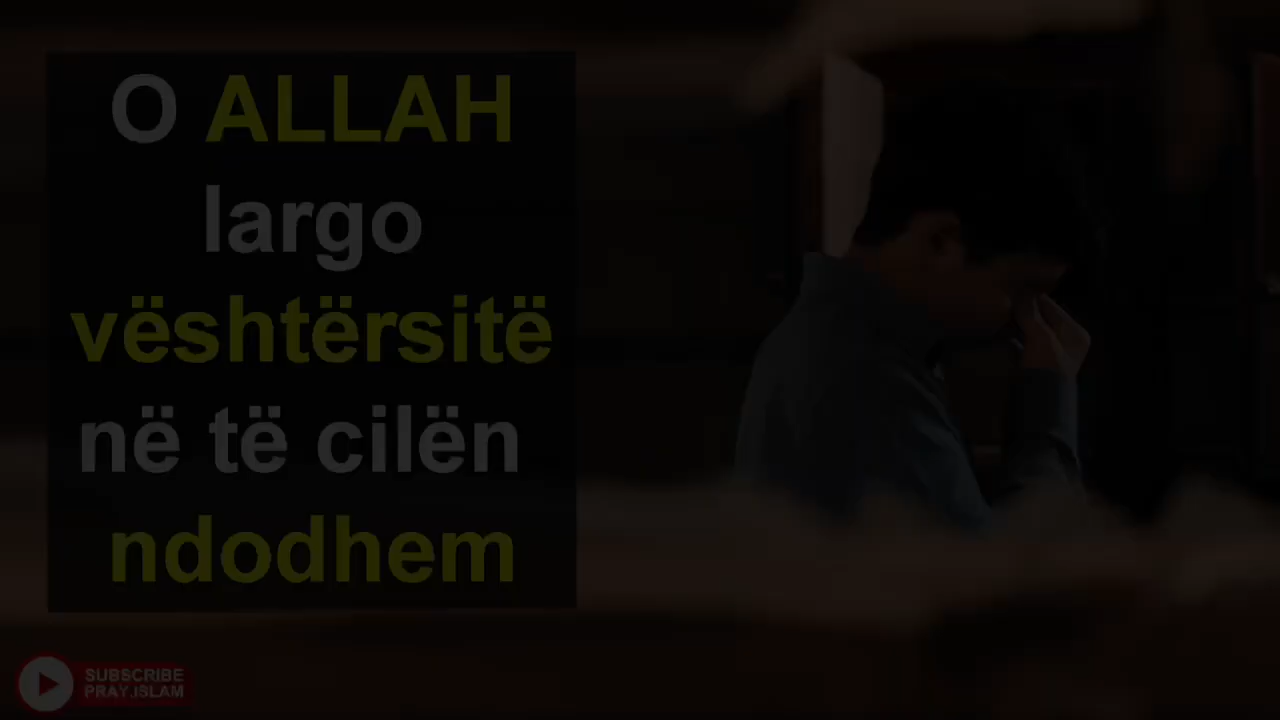 O ALLAH
largo
vështërsitë
në të cilën
ndodhem
SUBSCRIBE
PRAY.ISLAM